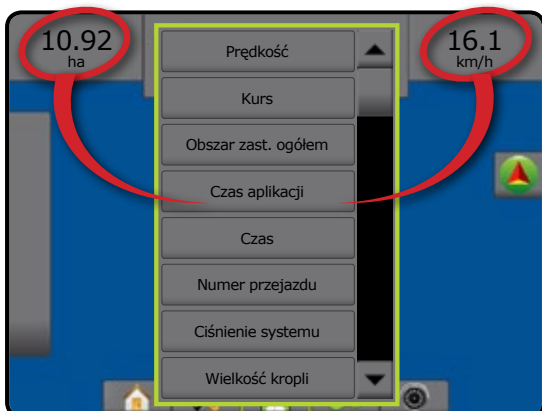 10.92
ha
16.1
km/h
Prędkość
Kurs
Obszar zast. ogółem
Czas aplikacji
Czas
Numer przejazdu
Ciśnienie systemu
Wielkość kropli